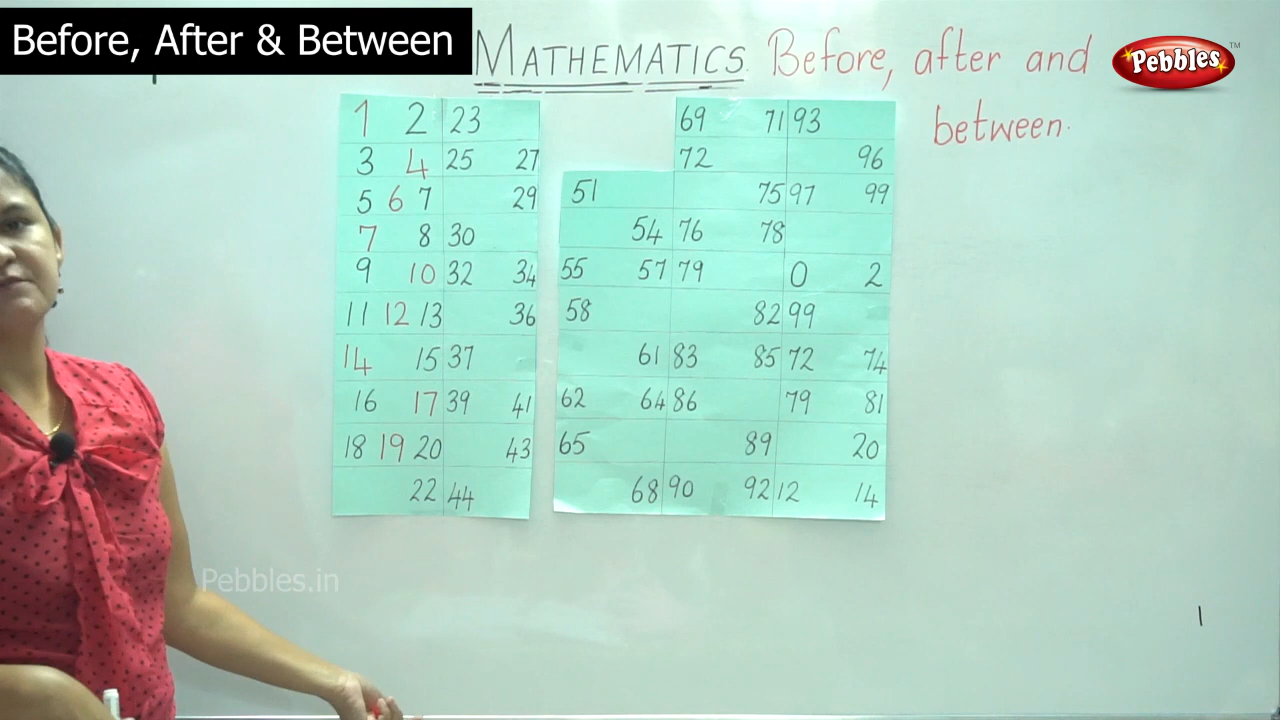 Before, After & Between
MATHEMATICS. Before, after and
between.
Pebbles™
1 2 23
3 4 25 27
5 6 7 29
7 8 30
9 10 32 34
11 12 13 36
14 15 37
16 17 39 41
18 19 20 43
22 44
69 71 93
72 96
51 75 97 99
54 76 78
55 57 79 0 2
58 82 99
61 83 85 72 74
62 64 86 79 81
65 89 20
68 90 92 12 14
Pebbles.in
1